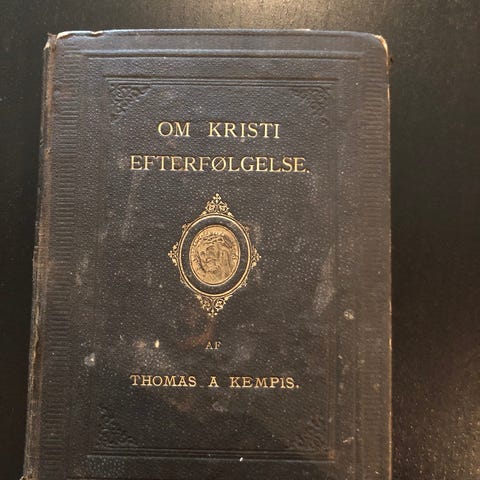 OM KRISTI
EFTERFØLGELSE.
AF
THOMAS A KEMPIS.